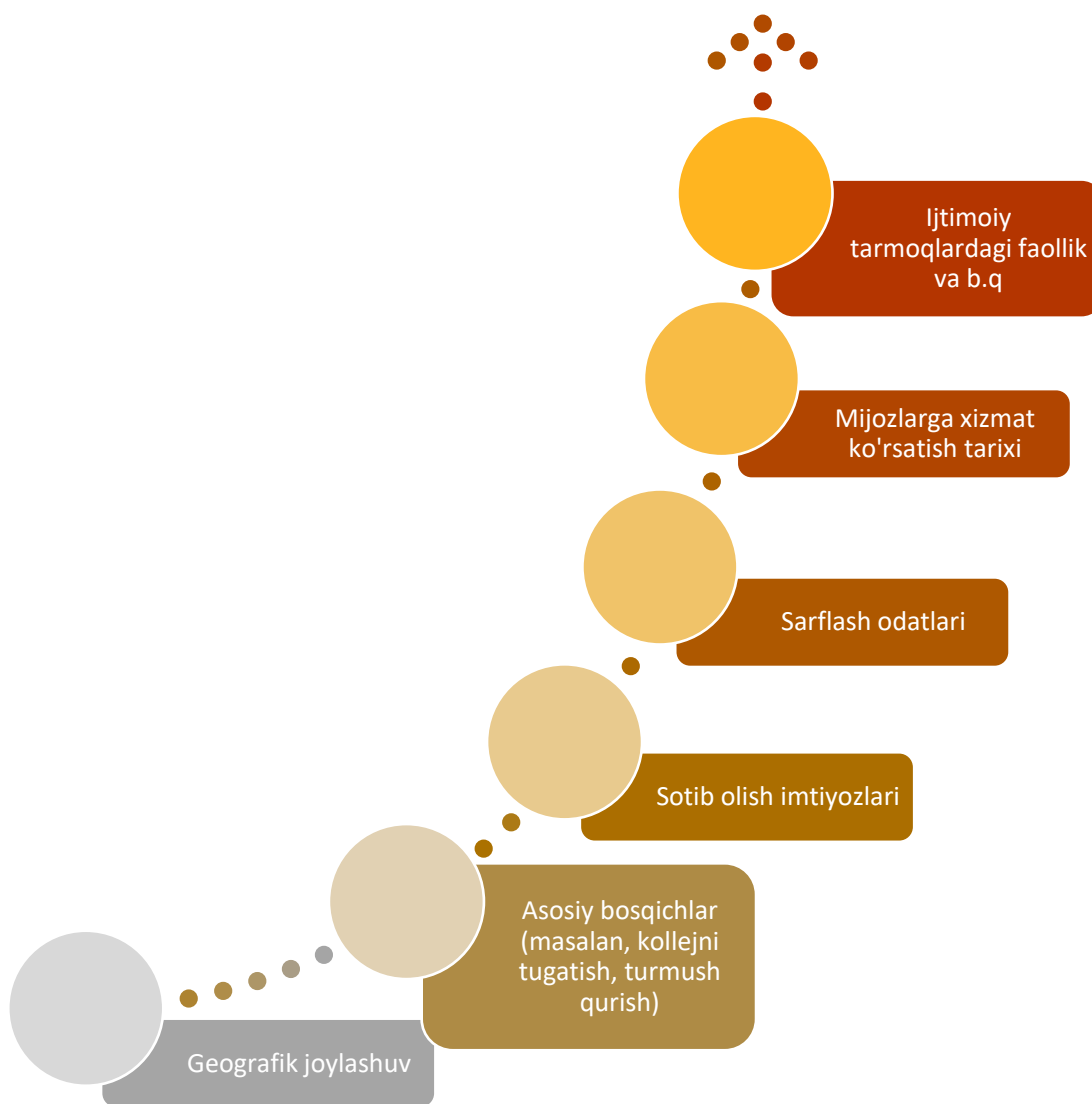 Ijtimoiy
tarmoqlardagi faollik
va b.q
Mijozlarga xizmat
ko'rsatish tarixi
Sarflash odatlari
Sotib olish imtiyozlari
Asosiy bosqichlar
(masalan, kollejni
tugatish, turmush
qurish)
Geografik joylashuv